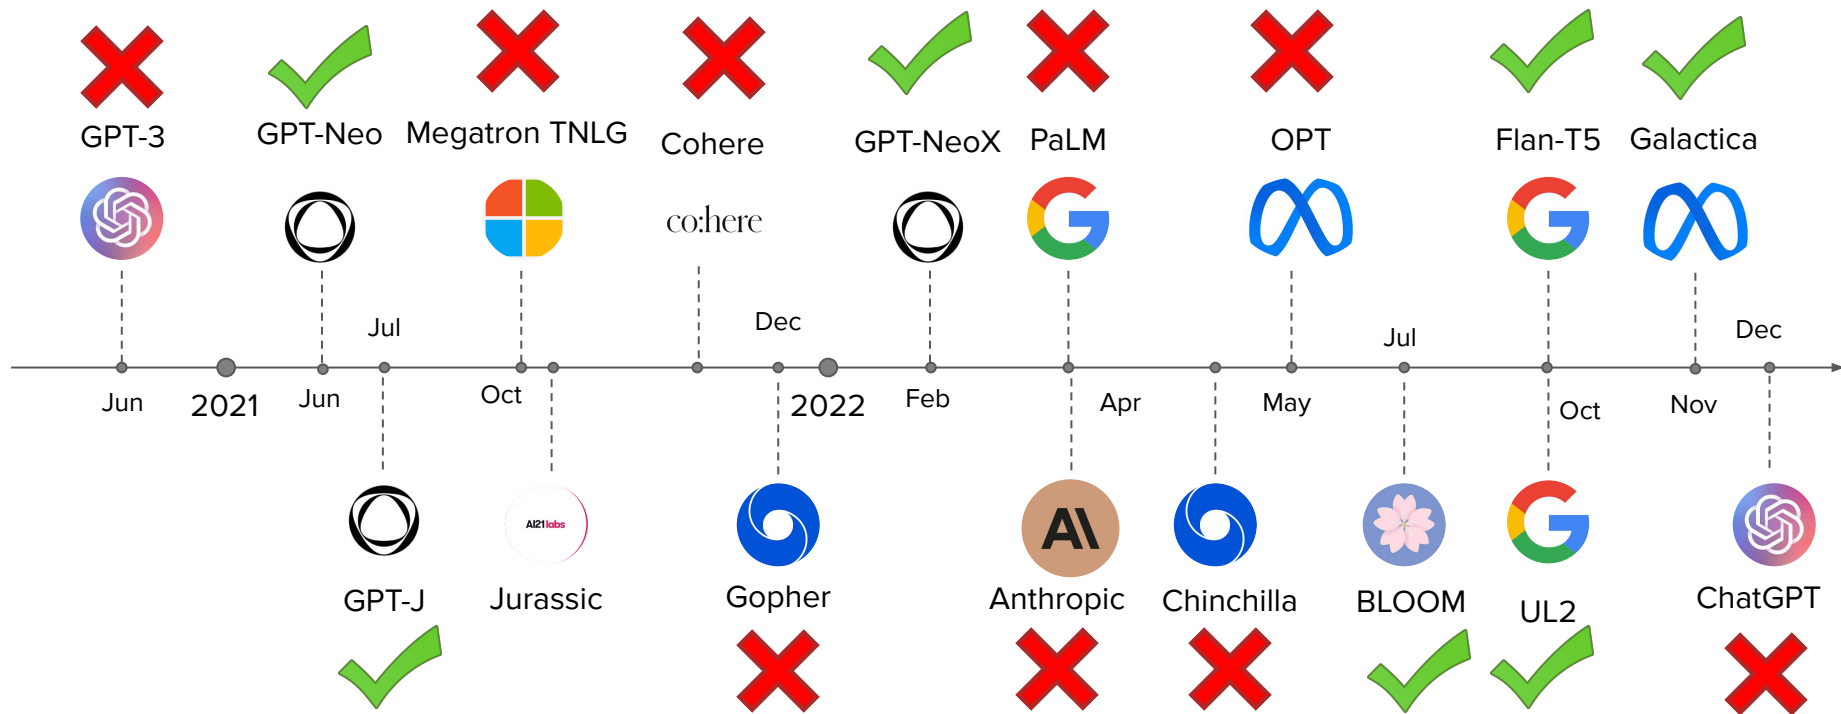 GPT-3
GPT-Neo
Megatron TNLG
Cohere
GPT-NeoX
PaLM
OPT
Flan-T5
Galactica
co:here
Jul
Dec
Jul
Dec
Jun
2021
Jun
Oct
2022
Feb
Apr
May
Oct
Nov
AI21labs
AI
GPT-J
Jurassic
Gopher
Anthropic
Chinchilla
BLOOM
UL2
ChatGPT